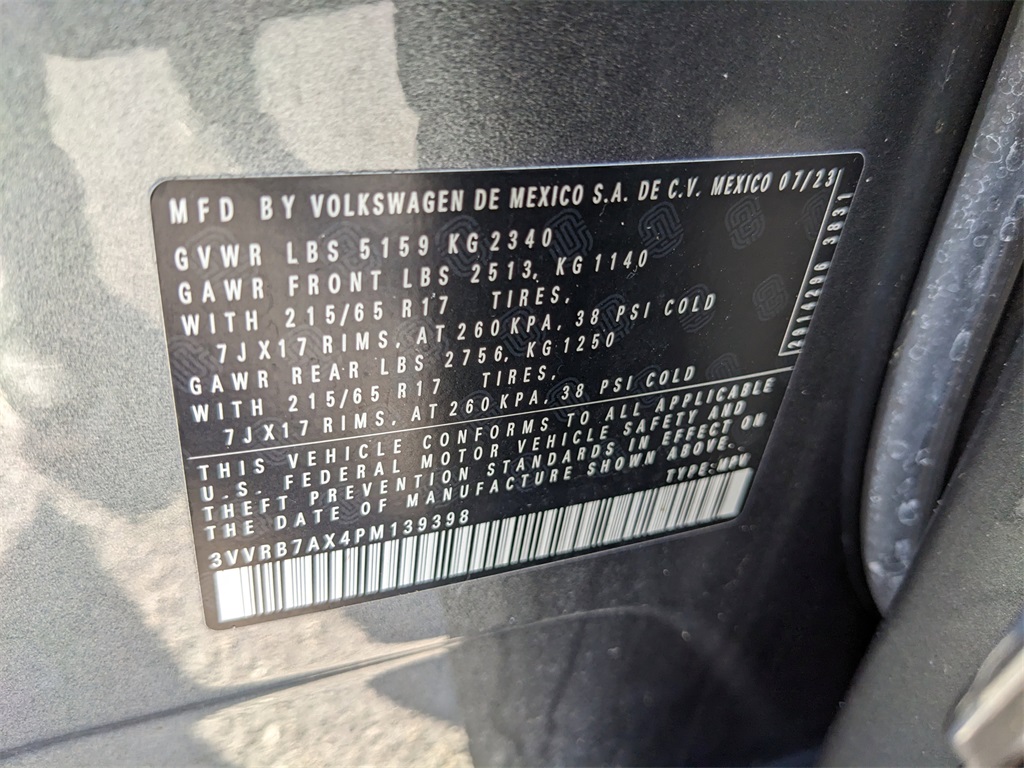 MFD BY VOLKSWAGEN DE MEXICO S.A. DE C.V. MEXICO 07/23
GVWR LBS 5159 KG 2340
GAWR FRONT LBS 2513, KG 1140
WITH 215/65 R17 TIRES,
7JX17 RIMS, AT 260 KPA, 38 PSI COLD
GAWR REAR LBS 2756, KG 1250
WITH 215/65 R17 TIRES,
7JX17 RIMS, AT 260 KPA, 38 PSI COLD
THIS VEHICLE CONFORMS TO ALL APPLICABLE
U.S. FEDERAL MOTOR VEHICLE SAFETY AND
THEFT PREVENTION STANDARDS IN EFFECT ON
THE DATE OF MANUFACTURE SHOWN ABOVE.
TYPE:MPV
3VVRB7AX4PM139398